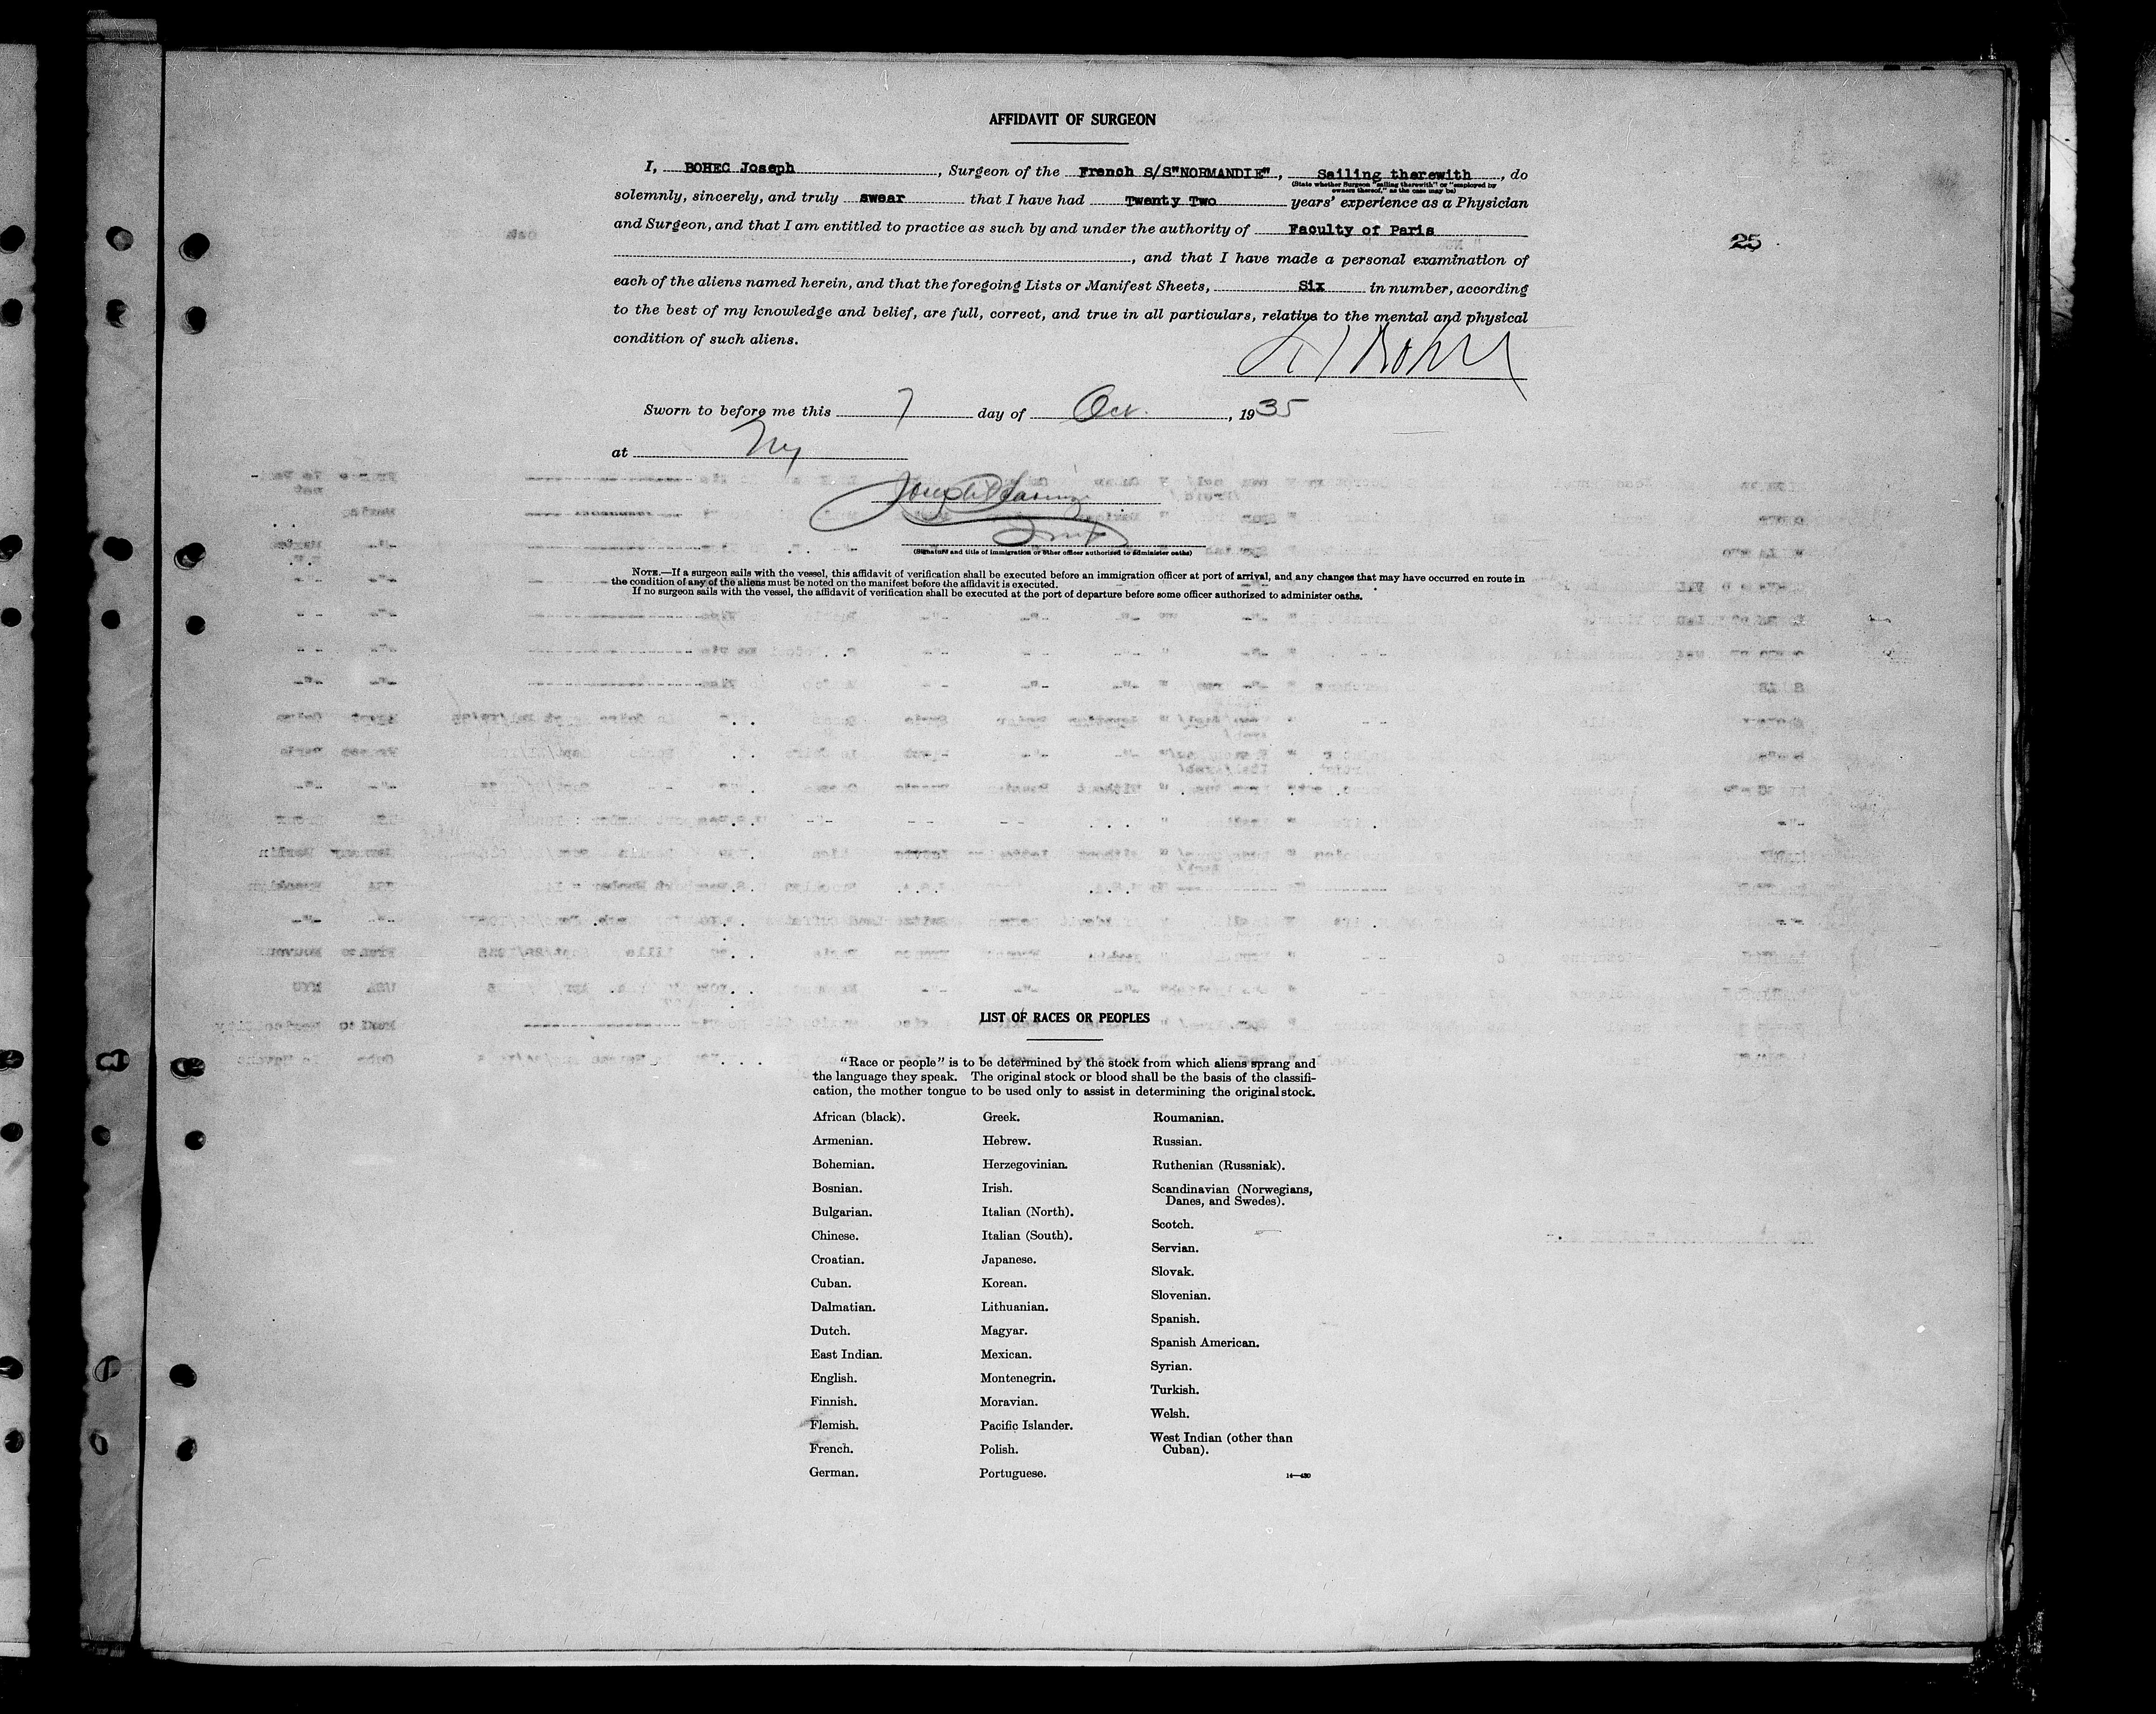 AFFIDAVIT OF SURGEON
I, BOHEC Joseph, Surgeon of the French S/S"NORMANDIE", Sailing therewith, do
(State whether Surgeon "sailing therewith" or "employed by
owners thereof," as the case may be)
solemnly, sincerely, and truly swear that I have had Twenty Two years' experience as a Physician
and Surgeon, and that I am entitled to practice as such by and under the authority of Faculty of Paris
25
, and that I have made a personal examination of
each of the aliens named herein, and that the foregoing Lists or Manifest Sheets, Six in number, according
to the best of my knowledge and belief, are full, correct, and true in all particulars, relative to the mental and physical
condition of such aliens.
Sworn to before me this 7 day of Oct., 1935
at NY
(Signature and title of immigration or other officer authorized to administer oaths)
NOTE.—If a surgeon sails with the vessel, this affidavit of verification shall be executed before an immigration officer at port of arrival, and any changes that may have occurred en route in
the condition of any of the aliens must be noted on the manifest before the affidavit is executed.
If no surgeon sails with the vessel, the affidavit of verification shall be executed at the port of departure before some officer authorized to administer oaths.
LIST OF RACES OR PEOPLES
"Race or people" is to be determined by the stock from which aliens sprang and
the language they speak. The original stock or blood shall be the basis of the classifi-
cation, the mother tongue to be used only to assist in determining the original stock.
African (black).
Armenian.
Bohemian.
Bosnian.
Bulgarian.
Chinese.
Croatian.
Cuban.
Dalmatian.
Dutch.
East Indian.
English.
Finnish.
Flemish.
French.
German.
Greek.
Hebrew.
Herzegovinian.
Irish.
Italian (North).
Italian (South).
Japanese.
Korean.
Lithuanian.
Magyar.
Mexican.
Montenegrin.
Moravian.
Pacific Islander.
Polish.
Portuguese.
Roumanian.
Russian.
Ruthenian (Russniak).
Scandinavian (Norwegians,
Danes, and Swedes).
Scotch.
Servian.
Slovak.
Slovenian.
Spanish.
Spanish American.
Syrian.
Turkish.
Welsh.
West Indian (other than
Cuban).
14—430